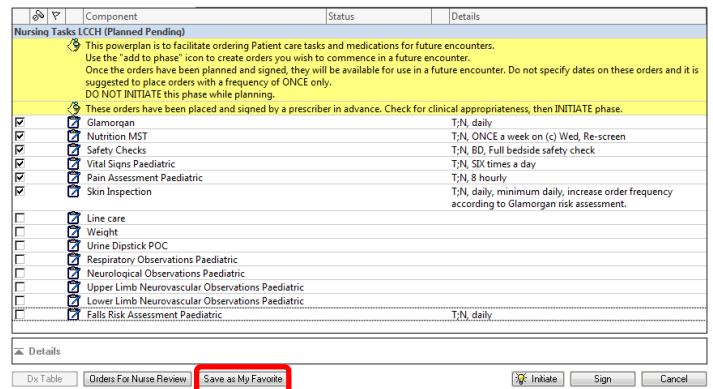 Component Status Details
Nursing Tasks LCCH (Planned Pending)
This powerplan is to facilitate ordering Patient care tasks and medications for future encounters.
Use the "add to phase" icon to create orders you wish to commence in a future encounter.
Once the orders have been planned and signed, they will be available for use in a future encounter. Do not specify dates on these orders and it is
suggested to place orders with a frequency of ONCE only.
DO NOT INITIATE this phase while planning.
These orders have been placed and signed by a prescriber in advance. Check for clinical appropriateness, then INITIATE phase.
Glamorgan T;N, daily
Nutrition MST T;N, ONCE a week on (c) Wed, Re-screen
Safety Checks T;N, BD, Full bedside safety check
Vital Signs Paediatric T;N, SIX times a day
Pain Assessment Paediatric T;N, 8 hourly
Skin Inspection T;N, daily, minimum daily, increase order frequency
according to Glamorgan risk assessment.
Line care
Weight
Urine Dipstick POC
Respiratory Observations Paediatric
Neurological Observations Paediatric
Upper Limb Neurovascular Observations Paediatric
Lower Limb Neurovascular Observations Paediatric
Falls Risk Assessment Paediatric T;N, daily
Details
Dx Table Orders For Nurse Review Save as My Favorite Initiate Sign Cancel